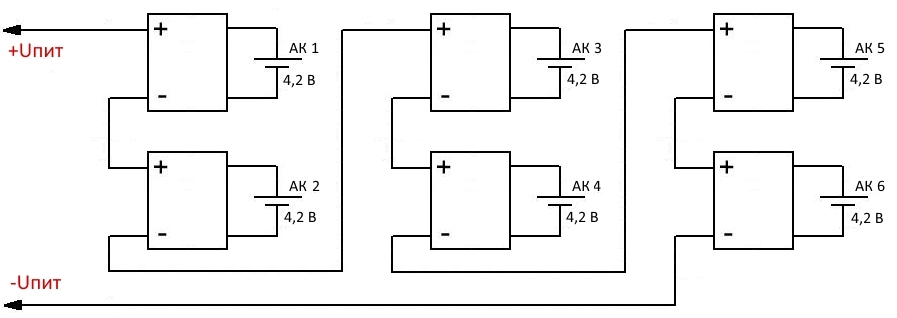 + АК 1
+Uпит
4,2 В
-
+ АК 3
4,2 В
-
+ АК 5
4,2 В
-
+ АК 2
4,2 В
-
+ АК 4
4,2 В
-
+ АК 6
4,2 В
-
-Uпит